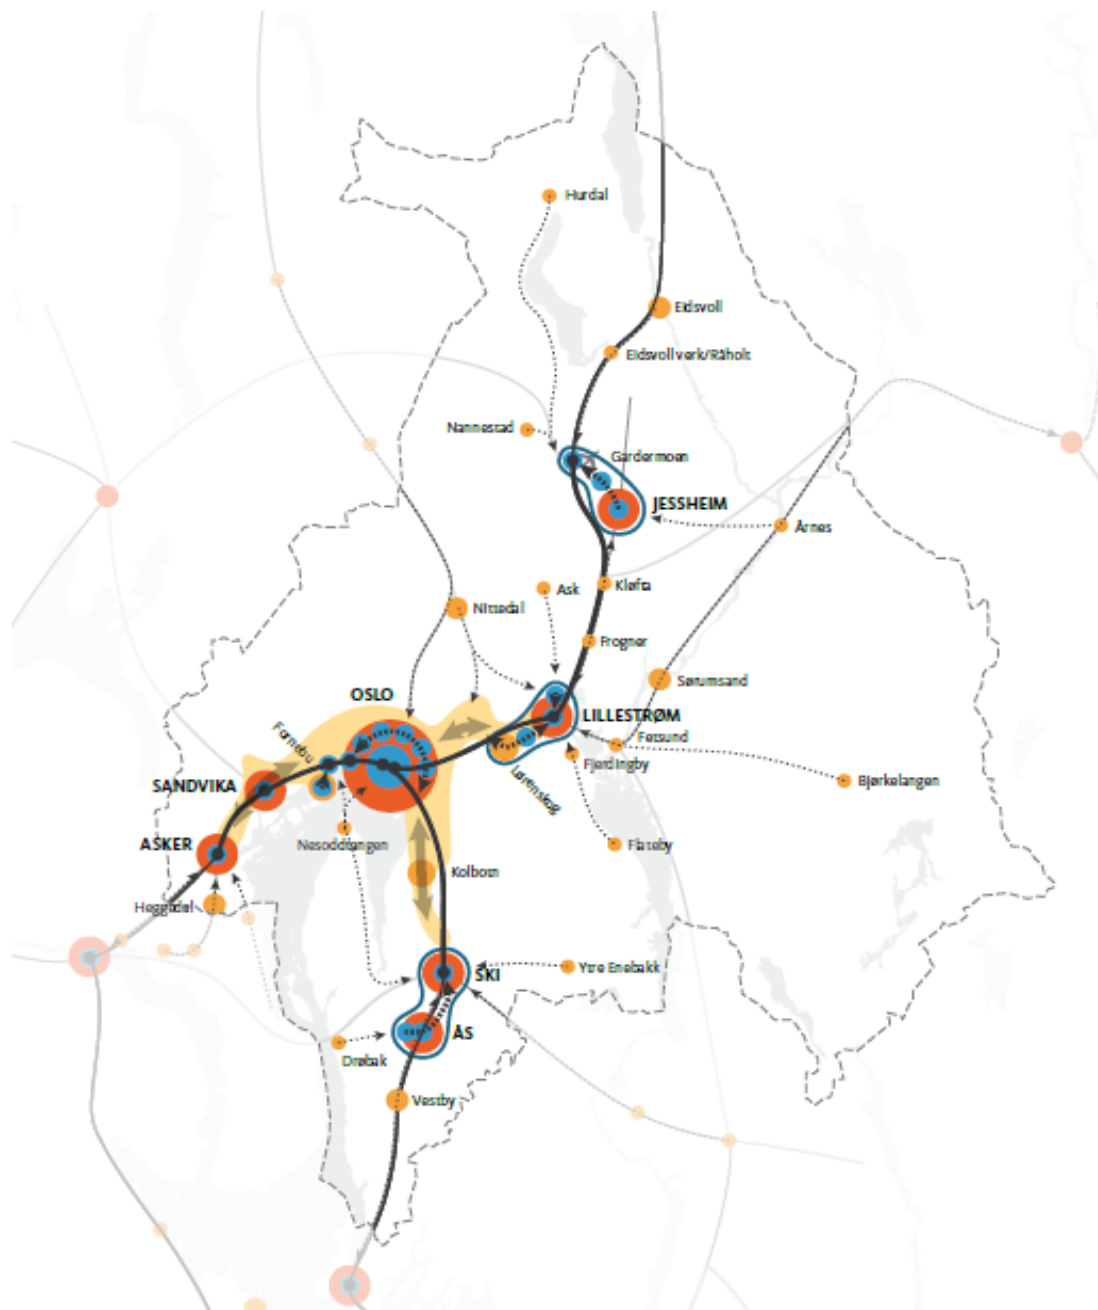 Hurdal
Eidsvoll
Eidsvoll verk/Råholt
Nannestad
Gardermoen
JESSHEIM
Årnes
Ask
Kløfta
Nittedal
Frogner
Sørumsand
OSLO
LILLESTRØM
Fetsund
Fornebu
Fjerdingby
SANDVIKA
Lørenskog
Bjørkelangen
ASKER
Nesoddtangen
Flateby
Kolbotn
Heggedal
Ytre Enebakk
SKI
ÅS
Drøbak
Vestby